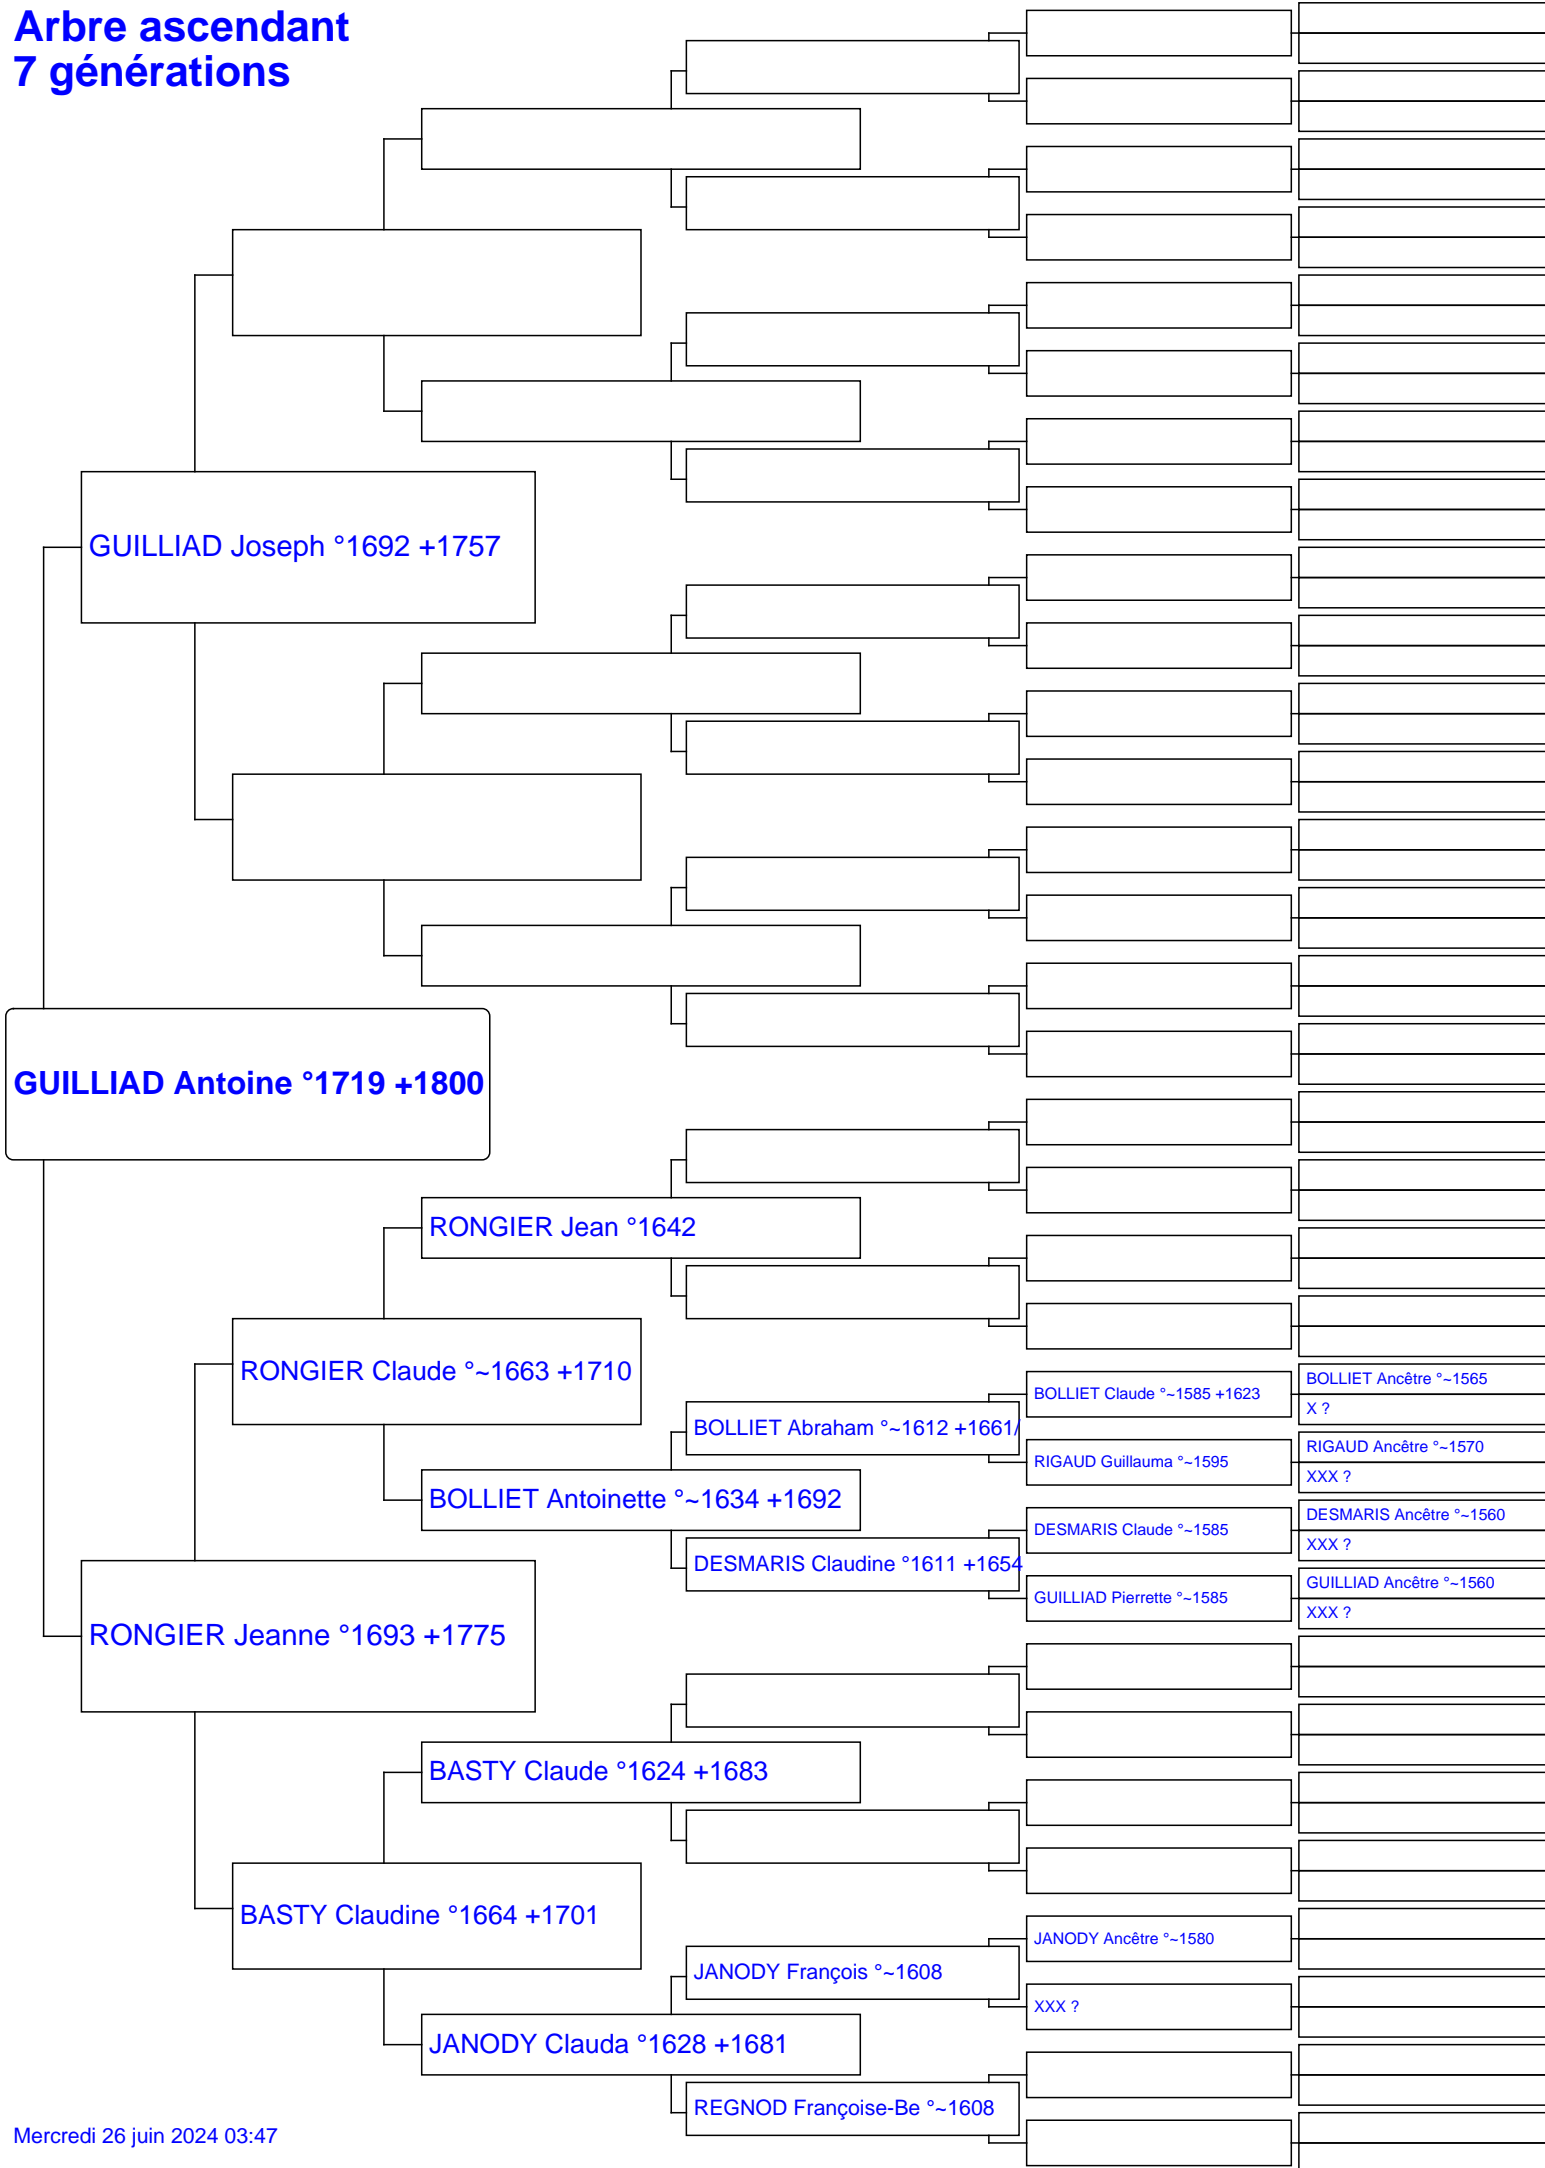 Arbre ascendant
7 générations
GUILLIAD Joseph °1692 +1757
GUILLIAD Antoine °1719 +1800
RONGIER Jean °1642
RONGIER Claude °~1663 +1710
BOLLIET Ancêtre °~1565
BOLLIET Claude °~1585 +1623
X ?
BOLLIET Abraham °~1612 +1661/
RIGAUD Ancêtre °~1570
RIGAUD Guillauma °~1595
XXX ?
BOLLIET Antoinette °~1634 +1692
DESMARIS Ancêtre °~1560
DESMARIS Claude °~1585
XXX ?
DESMARIS Claudine °1611 +1654
GUILLIAD Ancêtre °~1560
GUILLIAD Pierrette °~1585
XXX ?
RONGIER Jeanne °1693 +1775
BASTY Claude °1624 +1683
BASTY Claudine °1664 +1701
JANODY Ancêtre °~1580
JANODY François °~1608
XXX ?
JANODY Clauda °1628 +1681
REGNOD Françoise-Be °~1608
Mercredi 26 juin 2024 03:47